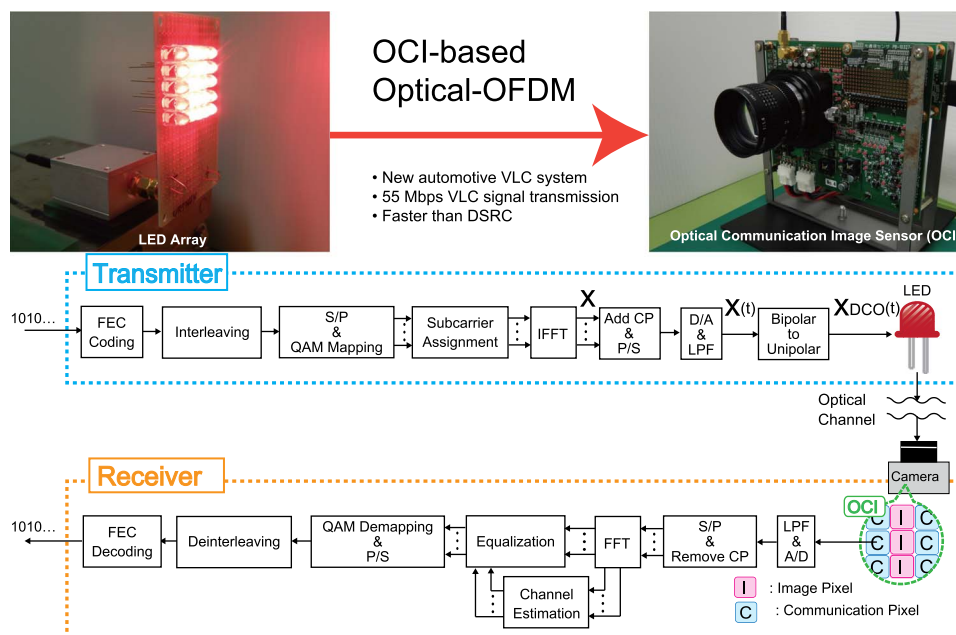 OCI-based
Optical-OFDM
• New automotive VLC system
• 55 Mbps VLC signal transmission
• Faster than DSRC
LED Array
Optical Communication Image Sensor (OCI
Transmitter
1010...
FEC
Coding
Interleaving
S/P
&
QAM Mapping
Subcarrier
Assignment
IFFT
X
Add CP
&
P/S
D/A
&
LPF
X(t)
Bipolar
to
Unipolar
XDCO(t)
LED
Optical
Channel
Receiver
Camera
OCI
1010...
FEC
Decoding
Deinterleaving
QAM Demapping
&
P/S
Equalization
FFT
S/P
&
Remove CP
LPF
&
A/D
C I C
C I C
C I C
Channel
Estimation
I : Image Pixel
C : Communication Pixel